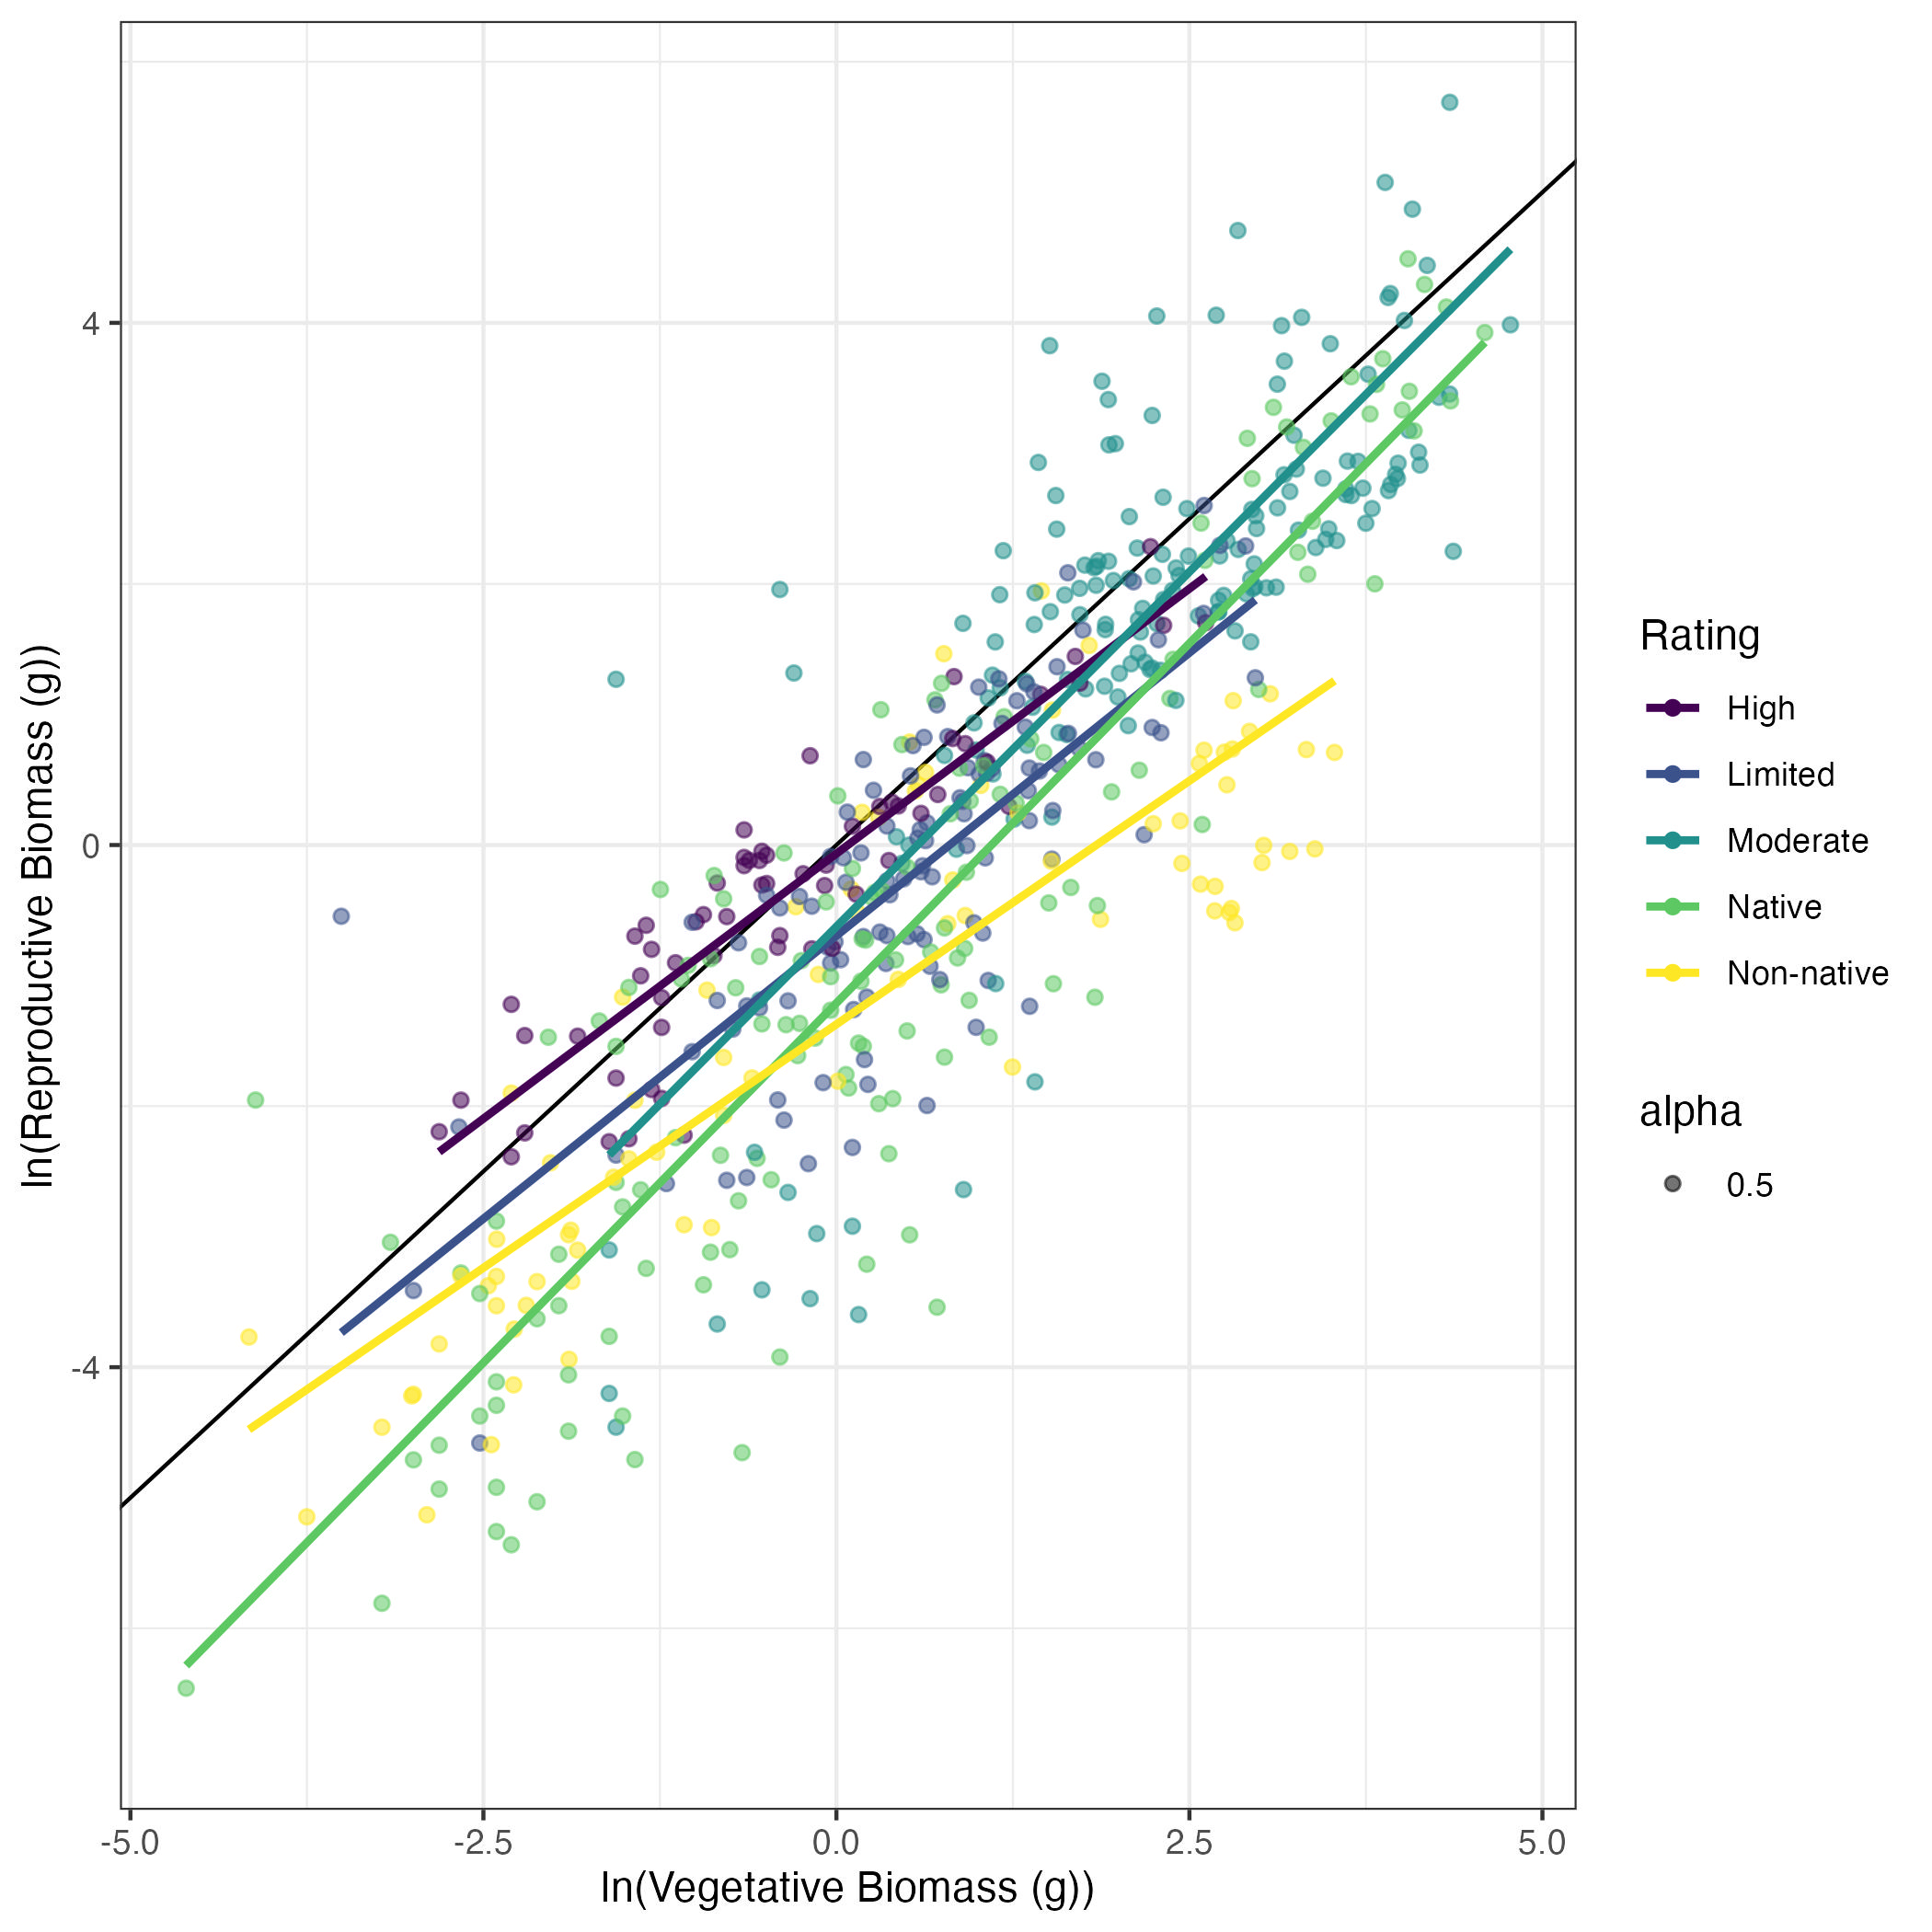 ln(Reproductive Biomass (g))
4
0
-4
-5.0
-2.5
0.0
2.5
5.0
ln(Vegetative Biomass (g))
Rating
High
Limited
Moderate
Native
Non-native
alpha
0.5